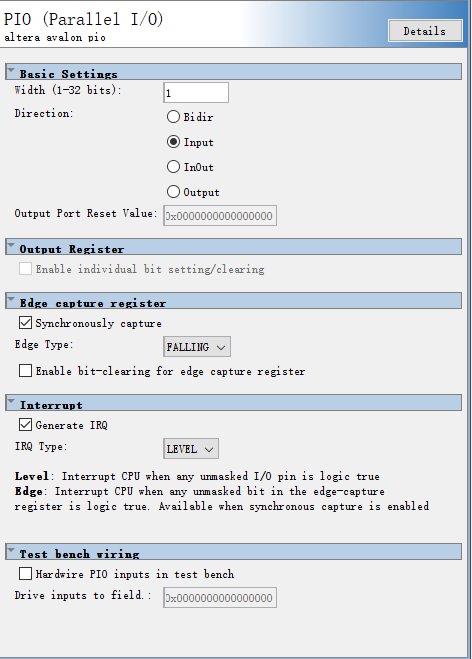 PIO (Parallel I/O)
altera avalon pio
Details
Basic Settings
Width (1-32 bits): 1
Direction:
Bidir
Input
InOut
Output
Output Port Reset Value: 0x0000000000000000
Output Register
Enable individual bit setting/clearing
Edge capture register
Synchronously capture
Edge Type: FALLING
Enable bit-clearing for edge capture register
Interrupt
Generate IRQ
IRQ Type: LEVEL
Level: Interrupt CPU when any unmasked I/O pin is logic true
Edge: Interrupt CPU when any unmasked bit in the edge-capture
register is logic true. Available when synchronous capture is enabled
Test bench wiring
Hardwire PIO inputs in test bench
Drive inputs to field.: 0x0000000000000000